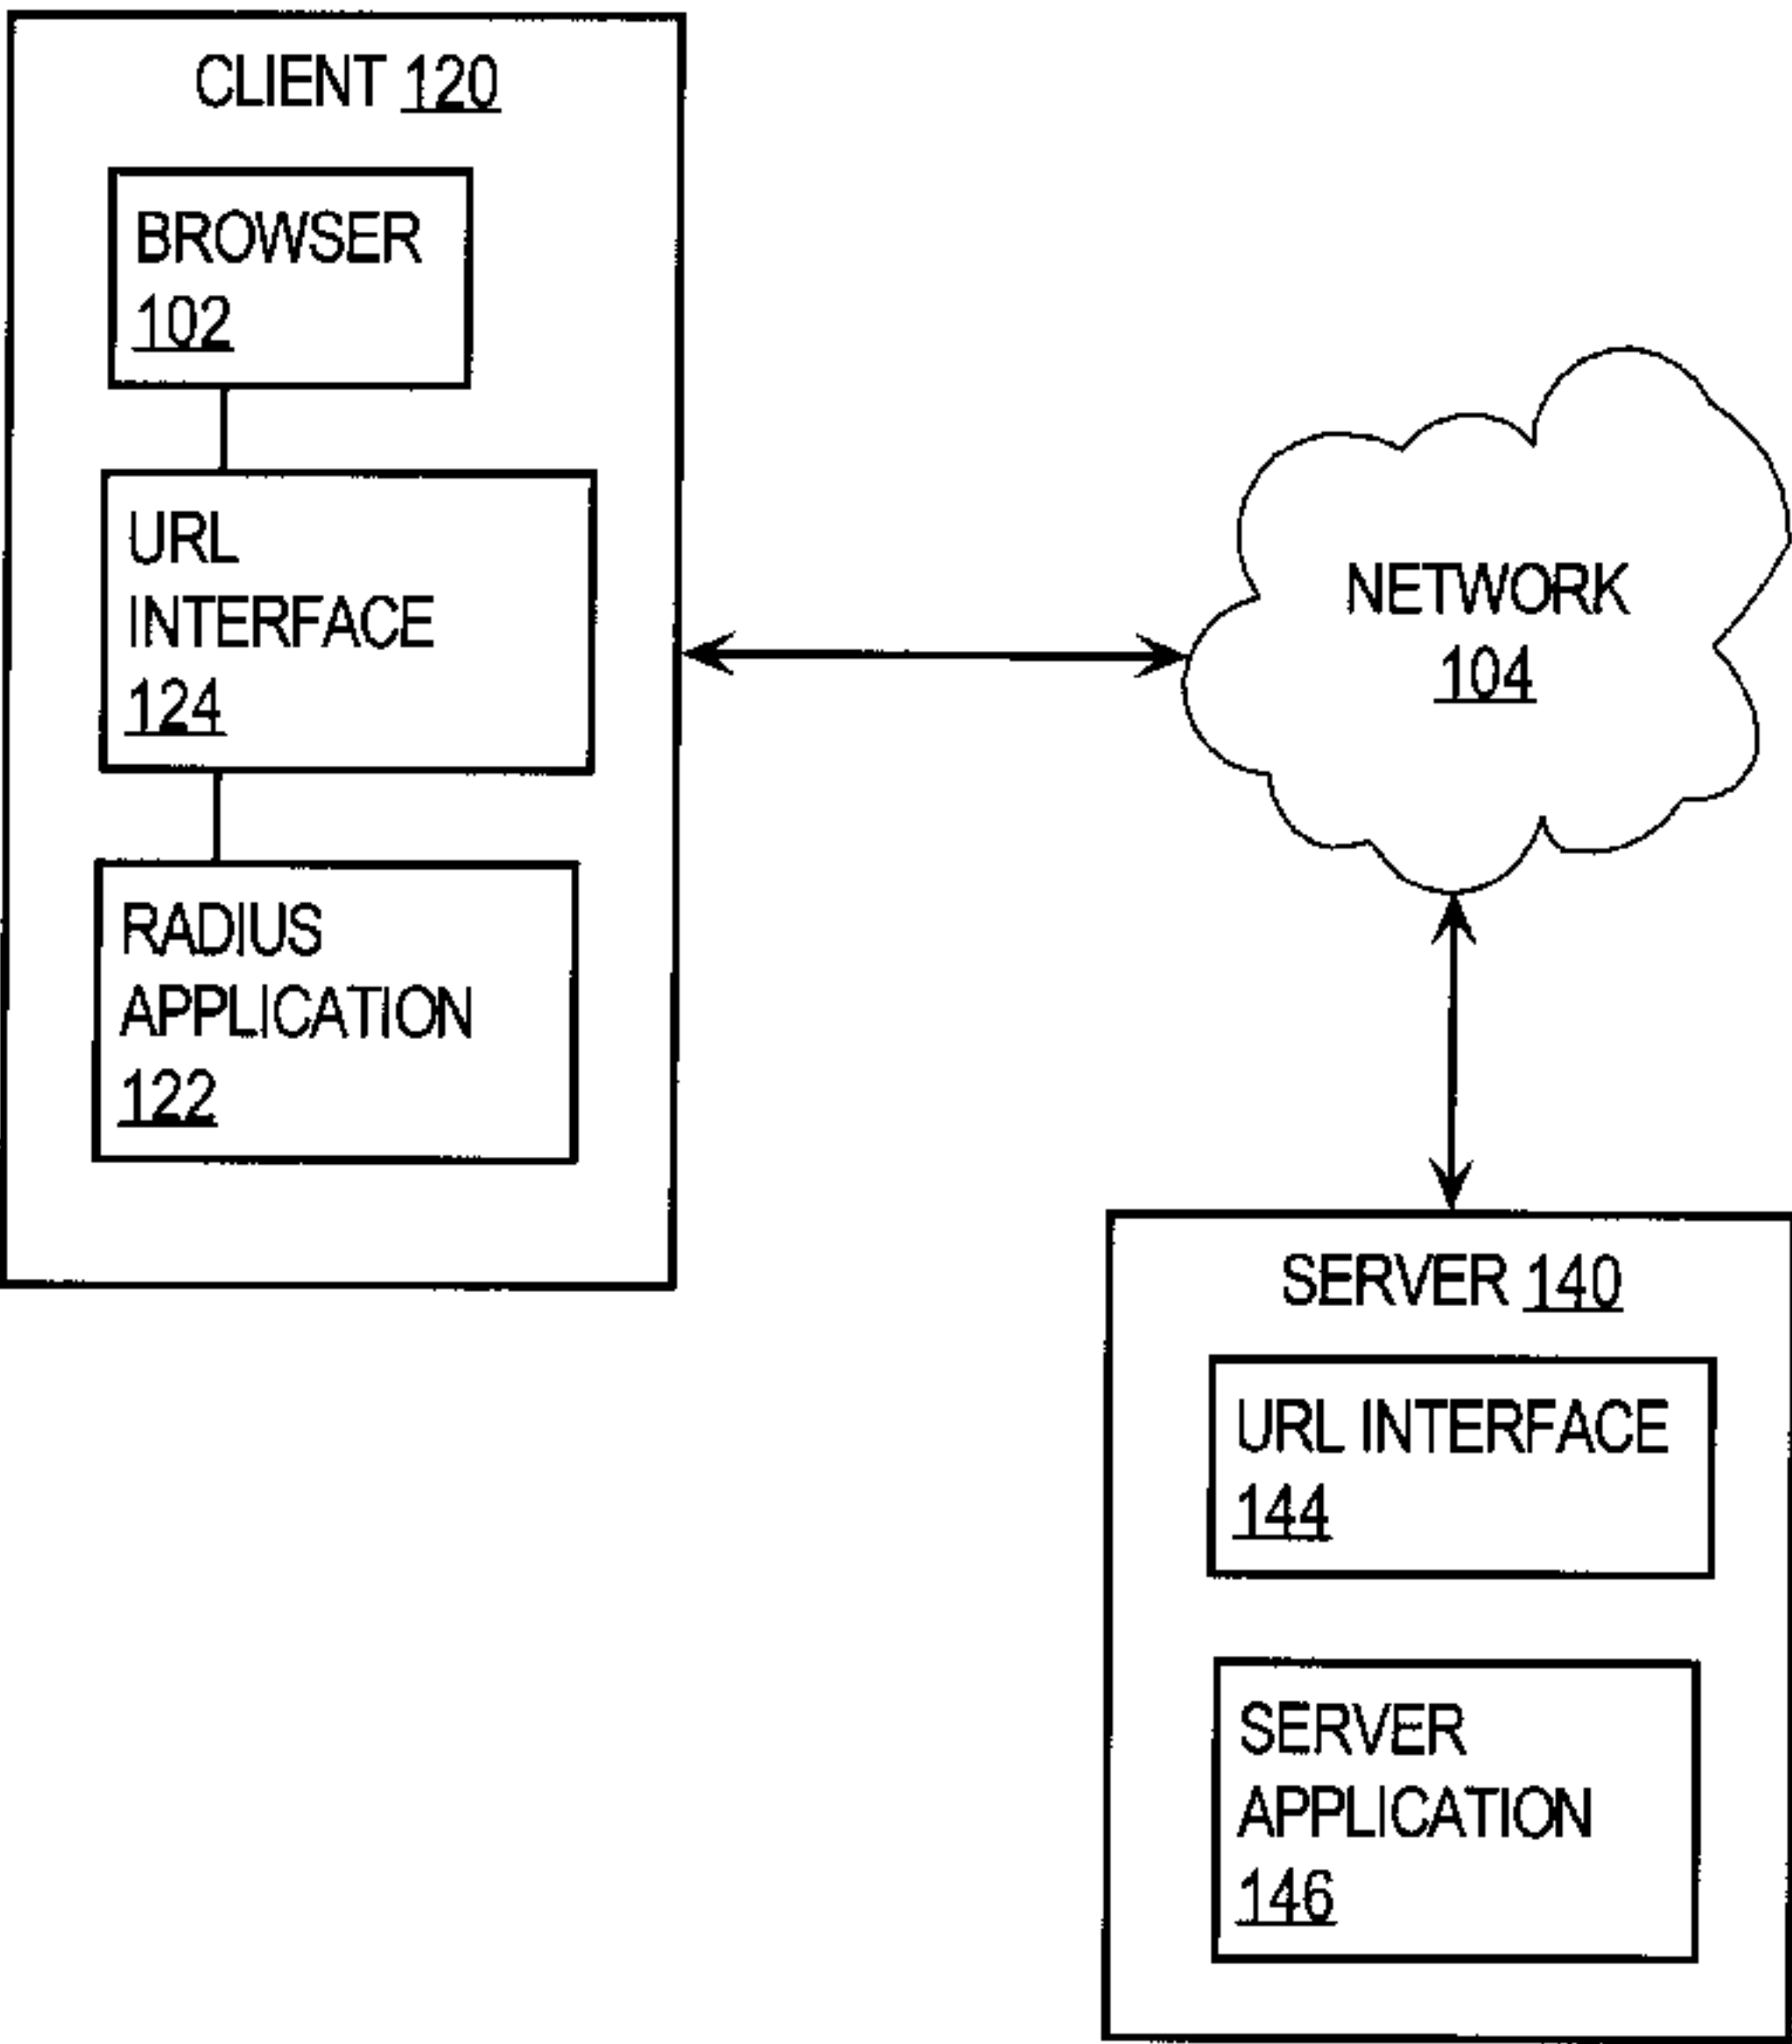 CLIENT 120
BROWSER
102
URL
INTERFACE
124
RADIUS
APPLICATION
122
NETWORK
104
SERVER 140
URL INTERFACE
144
SERVER
APPLICATION
146